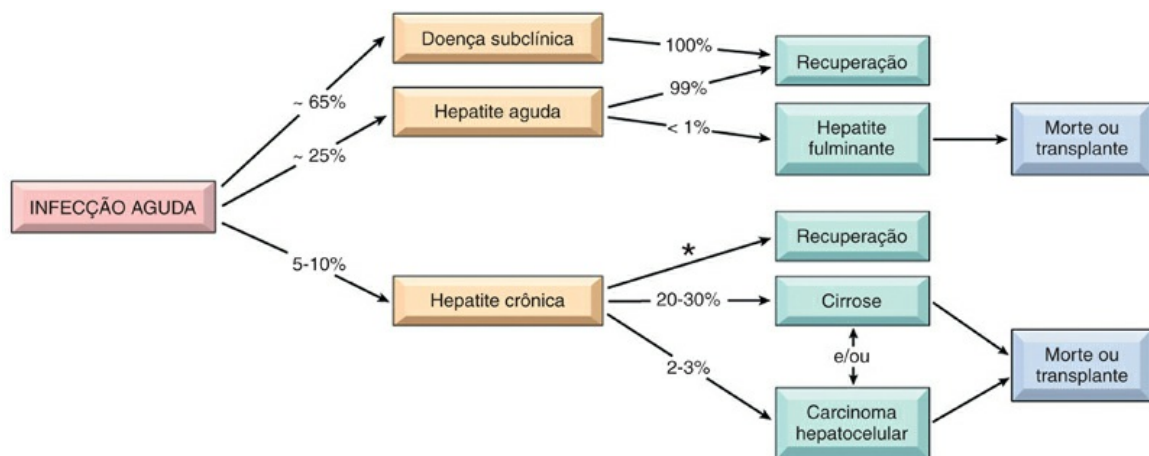 Doença subclínica
100%
Recuperação
~ 65%
99%
Hepatite aguda
< 1%
Hepatite
fulminante
Morte ou
transplante
~ 25%
INFECÇÃO AGUDA
5-10%
*
Recuperação
Hepatite crônica
20-30%
Cirrose
e/ou
2-3%
Morte ou
transplante
Carcinoma
hepatocelular